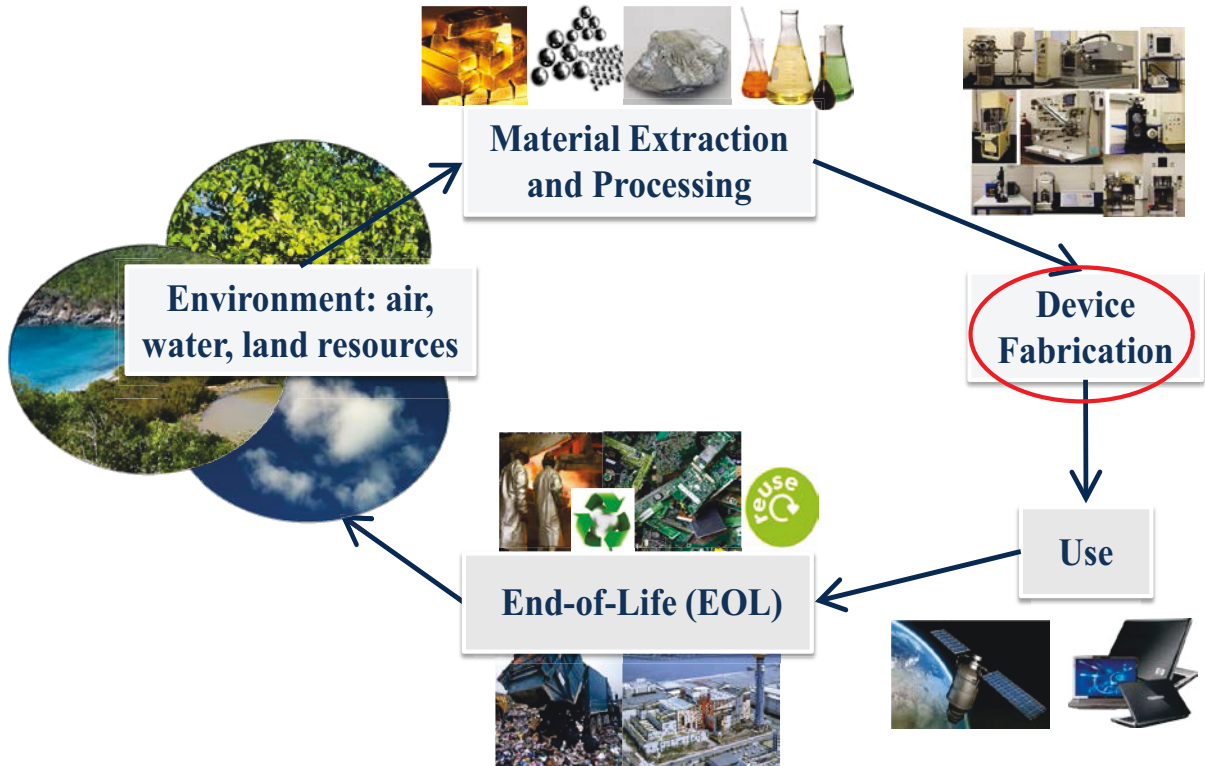 Material Extraction
and Processing
Environment: air,
water, land resources
Device
Fabrication
Use
End-of-Life (EOL)
reuse